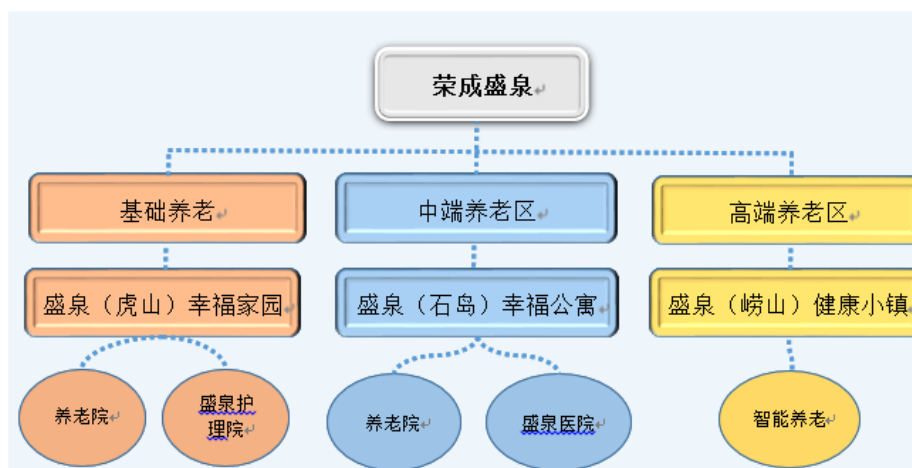 荣成盛泉
基础养老
中端养老区
高端养老区
盛泉（虎山）幸福家园
盛泉（石岛）幸福公寓
盛泉（崂山）健康小镇
养老院
盛泉护
理院
养老院
盛泉医院
智能养老